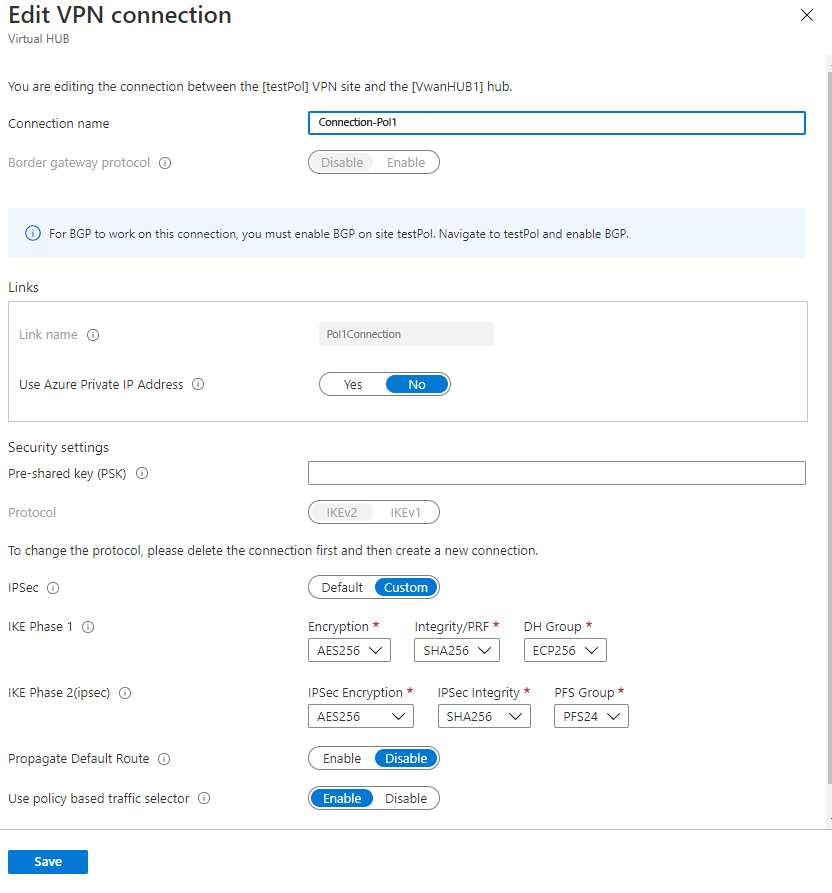 Edit VPN connection
Virtual HUB
You are editing the connection between the [testPol] VPN site and the [VwanHUB1] hub.
Connection name
Connection-Pol1
Border gateway protocol
Disable Enable
For BGP to work on this connection, you must enable BGP on site testPol. Navigate to testPol and enable BGP.
Links
Link name
Pol1Connection
Use Azure Private IP Address
Yes No
Security settings
Pre-shared key (PSK)
Protocol
IKEv2 IKEv1
To change the protocol, please delete the connection first and then create a new connection.
IPSec
Default Custom
IKE Phase 1
Encryption * Integrity/PRF * DH Group *
AES256 SHA256 ECP256
IKE Phase 2(ipsec)
IPSec Encryption * IPSec Integrity * PFS Group *
AES256 SHA256 PFS24
Propagate Default Route
Enable Disable
Use policy based traffic selector
Enable Disable
Save